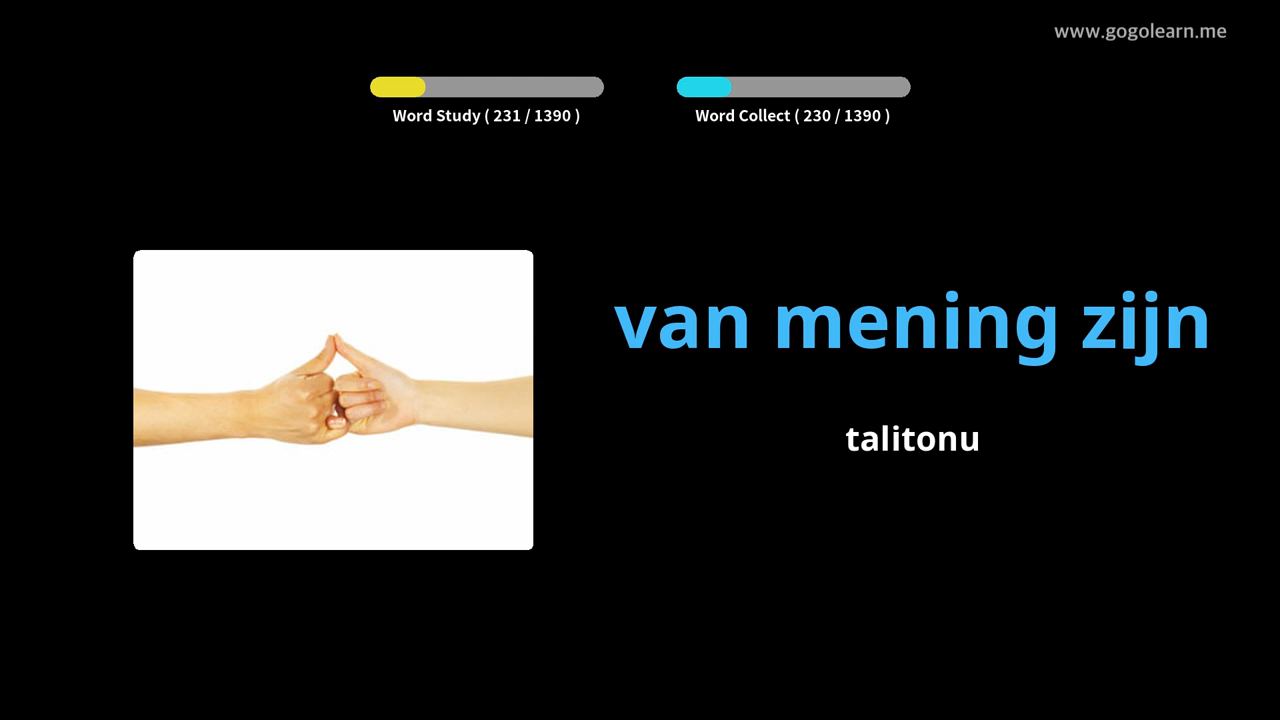 www.gogolearn.me
Word Study ( 231 / 1390 )
Word Collect ( 230 / 1390 )
van mening zijn
talitonu